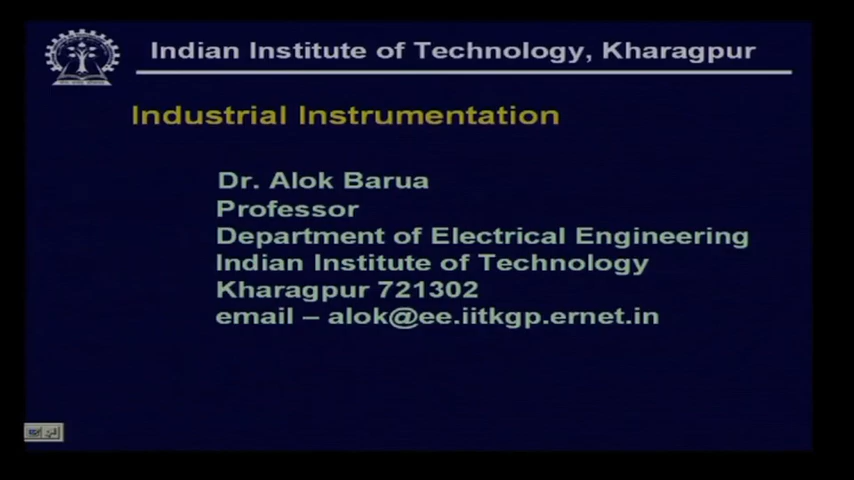 Indian Institute of Technology, Kharagpur
Industrial Instrumentation
Dr. Alok Barua
Professor
Department of Electrical Engineering
Indian Institute of Technology
Kharagpur 721302
email – alok@ee.iitkgp.ernet.in